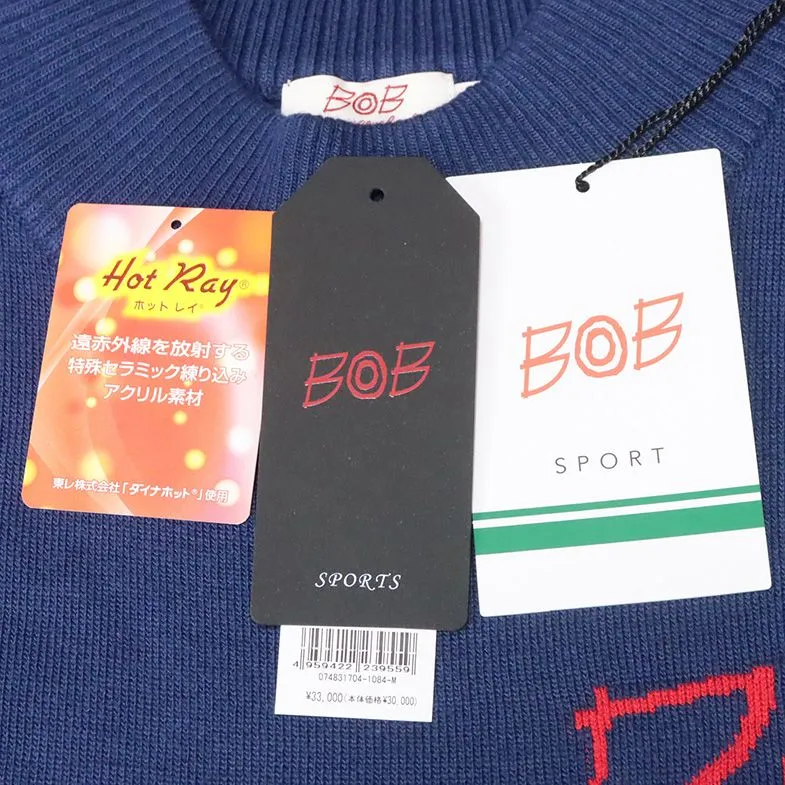 BOB
Hot Ray®
ホット レイ®
遠赤外線を放射する
特殊セラミック練り込み
アクリル素材
東レ株式会社「ダイナホット®」使用
BOB
SPORTS
4 959422 239559
074831704-1084-M
¥33,000(本体価格¥30,000)
BOB
SPORT